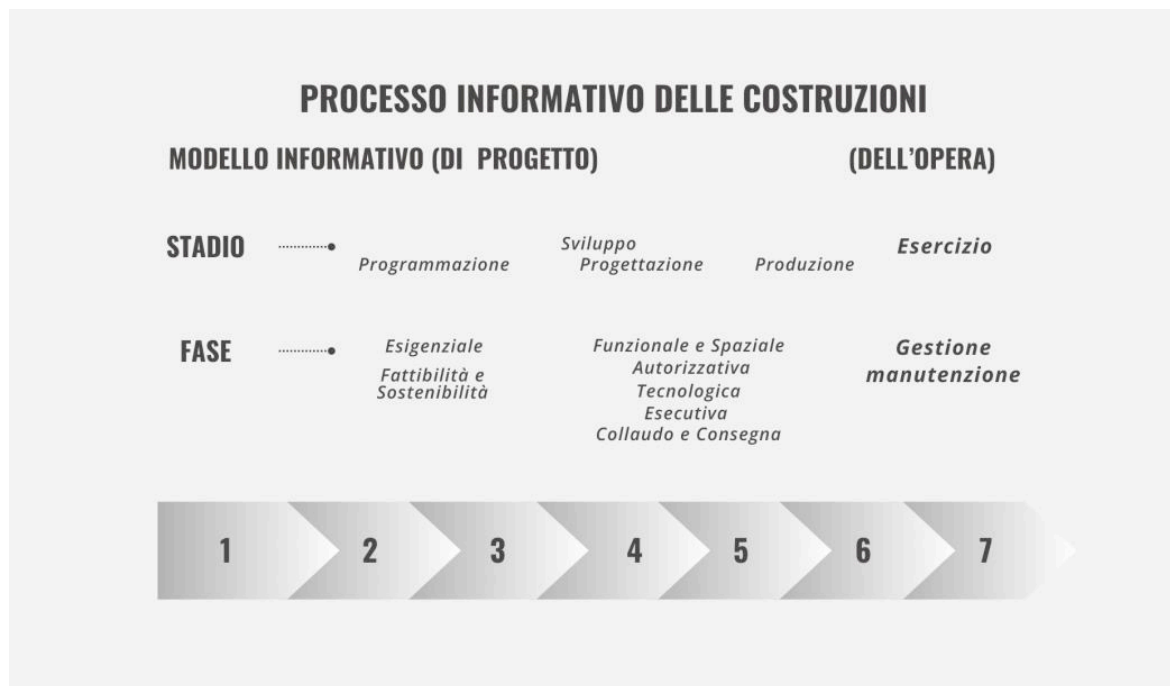 PROCESSO INFORMATIVO DELLE COSTRUZIONI
MODELLO INFORMATIVO (DI PROGETTO) (DELL'OPERA)
STADIO
Sviluppo
Programmazione Progettazione Produzione
Esercizio
FASE
Esigenziale
Fattibilità e
Sostenibilità
Funzionale e Spaziale
Autorizzativa
Tecnologica
Esecutiva
Collaudo e Consegna
Gestione
manutenzione
1 2 3 4 5 6 7